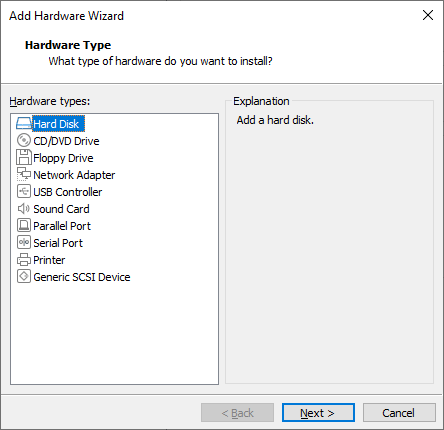 Add Hardware Wizard
Hardware Type
What type of hardware do you want to install?
Hardware types:
Hard Disk
CD/DVD Drive
Floppy Drive
Network Adapter
USB Controller
Sound Card
Parallel Port
Serial Port
Printer
Generic SCSI Device
Explanation
Add a hard disk.
< Back
Next >
Cancel